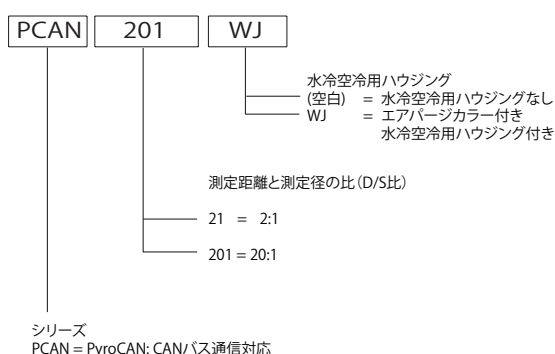 PCAN 201 WJ
水冷空冷用ハウジング
(空白) = 水冷空冷用ハウジングなし
WJ = エアパージカラー付き
水冷空冷用ハウジング付き
測定距離と測定径の比（D/S比）
21 = 2:1
201 = 20:1
シリーズ
PCAN = PyroCAN: CANバス通信対応